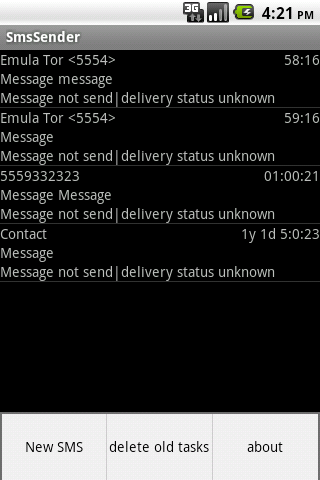 3G 4:21 PM
SmsSender
Emula Tor <5554> 58:16
Message message
Message not send|delivery status unknown
Emula Tor <5554> 59:16
Message
Message not send|delivery status unknown
5559332323 01:00:21
Message Message
Message not send|delivery status unknown
Contact 1y 1d 5:0:23
Message
Message not send|delivery status unknown
New SMS delete old tasks about